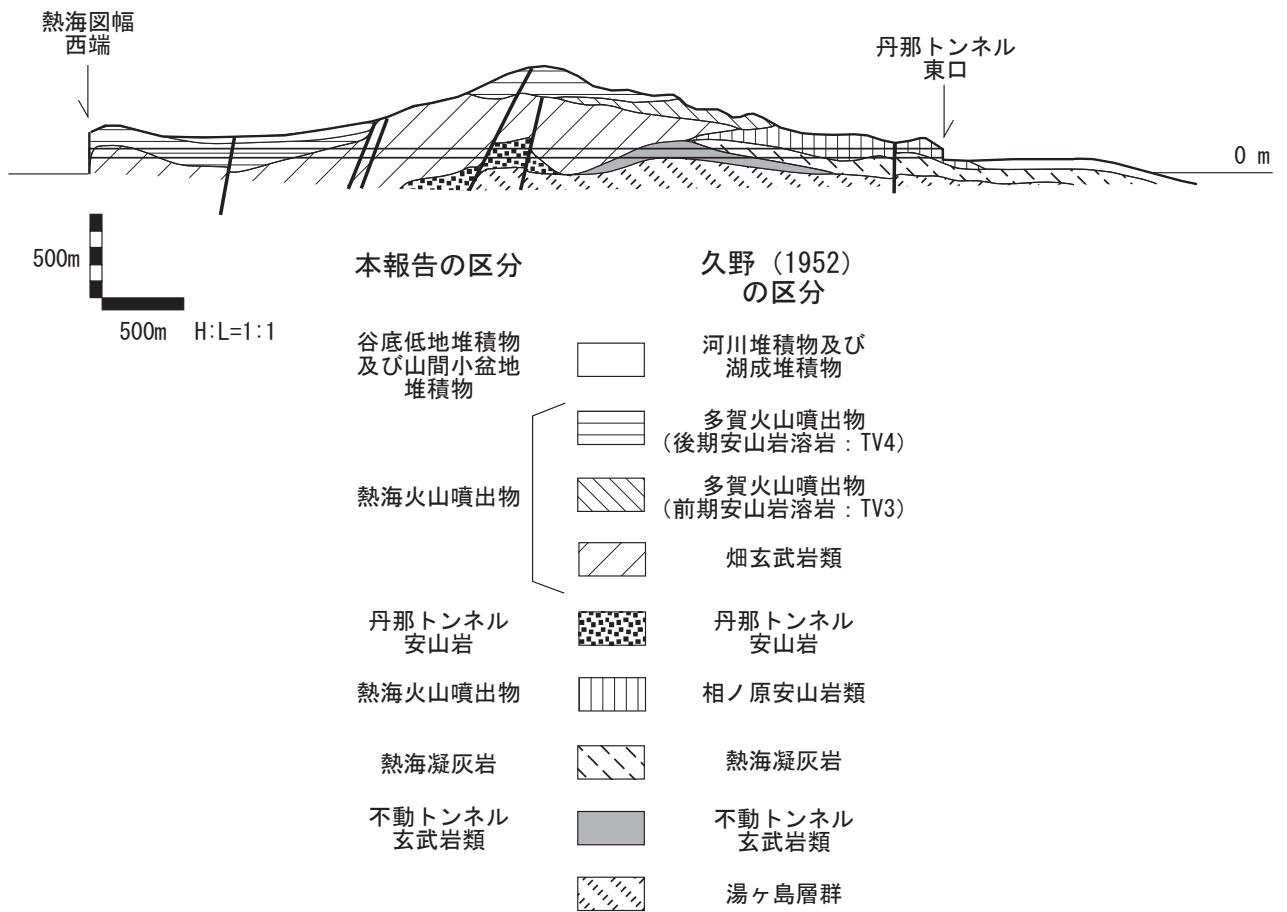 熱海図幅
西端
丹那トンネル
東口
0 m
500m
500m H:L=1:1
本報告の区分
久野（1952）
の区分
谷底低地堆積物
及び山間小盆地
堆積物
河川堆積物及び
湖成堆積物
多賀火山噴出物
（後期安山岩溶岩：TV4）
熱海火山噴出物
多賀火山噴出物
（前期安山岩溶岩：TV3）
畑玄武岩類
丹那トンネル
安山岩
丹那トンネル
安山岩
熱海火山噴出物
相ノ原安山岩類
熱海凝灰岩
熱海凝灰岩
不動トンネル
玄武岩類
不動トンネル
玄武岩類
湯ヶ島層群